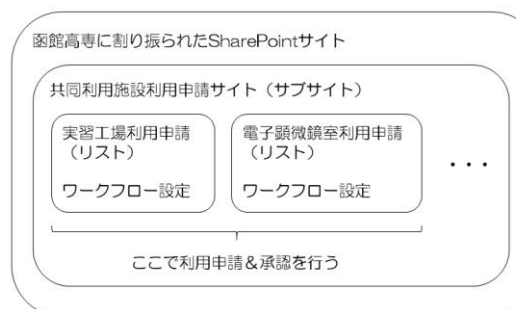 函館高専に割り振られたSharePointサイト
共同利用施設利用申請サイト（サブサイト）
実習工場利用申請
（リスト）
ワークフロー設定
電子顕微鏡室利用申請
（リスト）
ワークフロー設定
・・・
ここで利用申請＆承認を行う